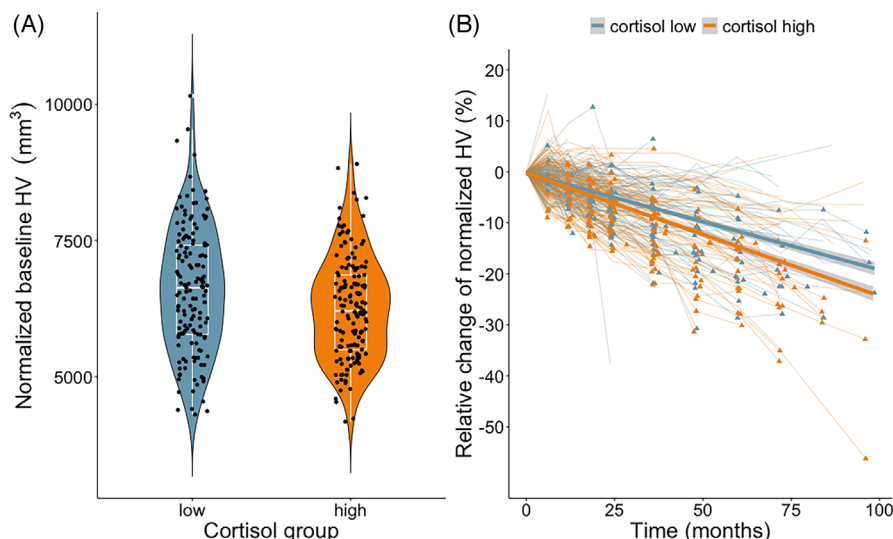 (A)
Normalized baseline HV (mm³)
10000
7500
5000
low
high
Cortisol group
(B)
cortisol low
cortisol high
Relative change of normalized HV (%)
20
10
0
-10
-20
-30
-40
-50
0
25
50
75
100
Time (months)